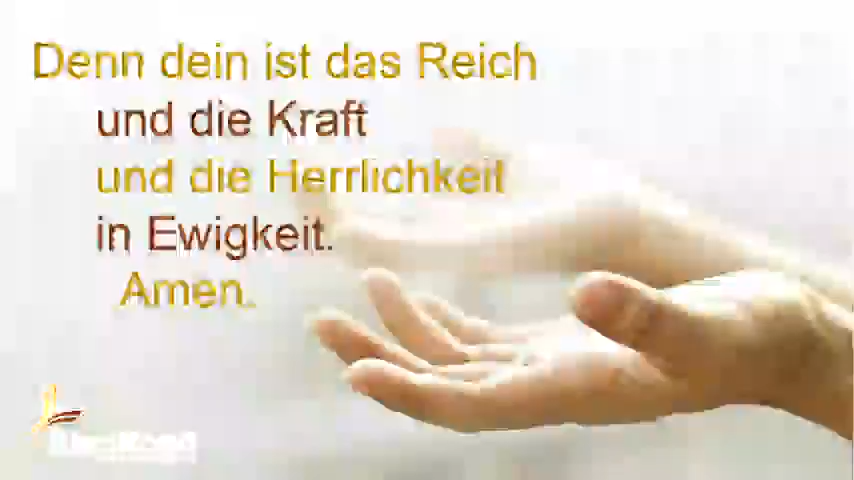 Denn dein ist das Reich
und die Kraft
und die Herrlichkeit
in Ewigkeit.
Amen.